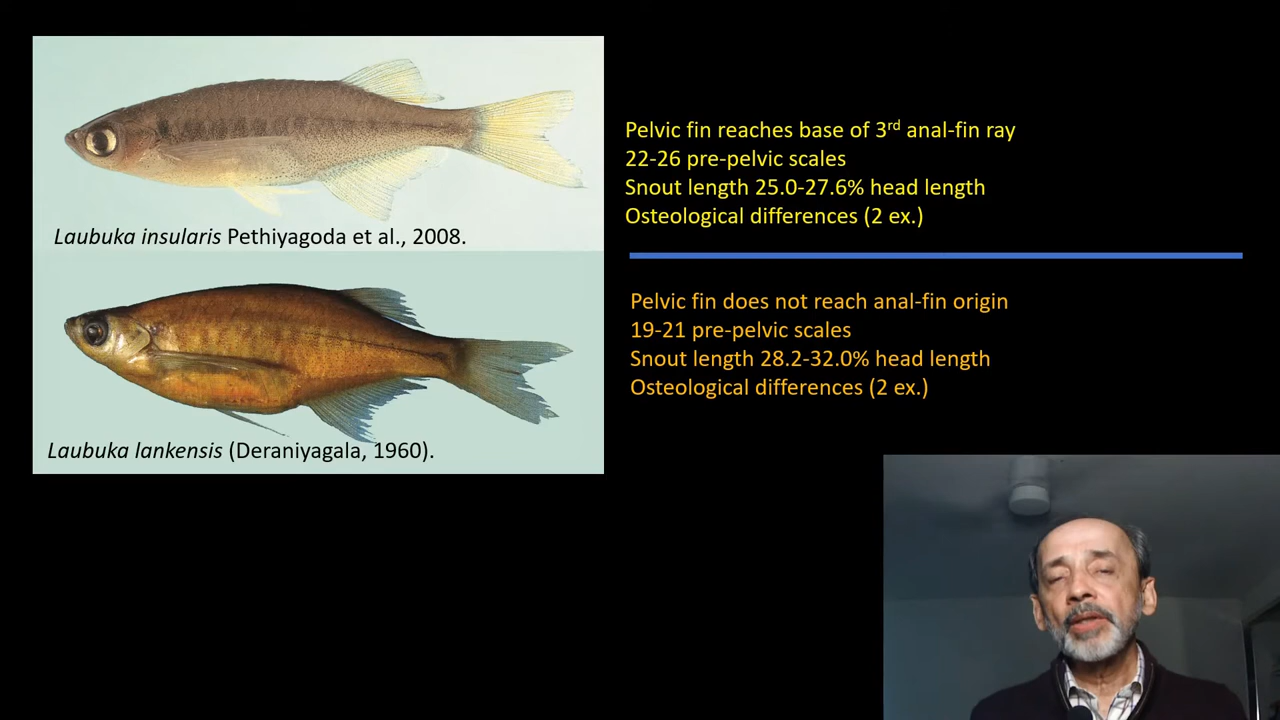 Laubuka insularis Pethiyagoda et al., 2008.
Pelvic fin reaches base of 3rd anal-fin ray
22-26 pre-pelvic scales
Snout length 25.0-27.6% head length
Osteological differences (2 ex.)
Laubuka lankensis (Deraniyagala, 1960).
Pelvic fin does not reach anal-fin origin
19-21 pre-pelvic scales
Snout length 28.2-32.0% head length
Osteological differences (2 ex.)